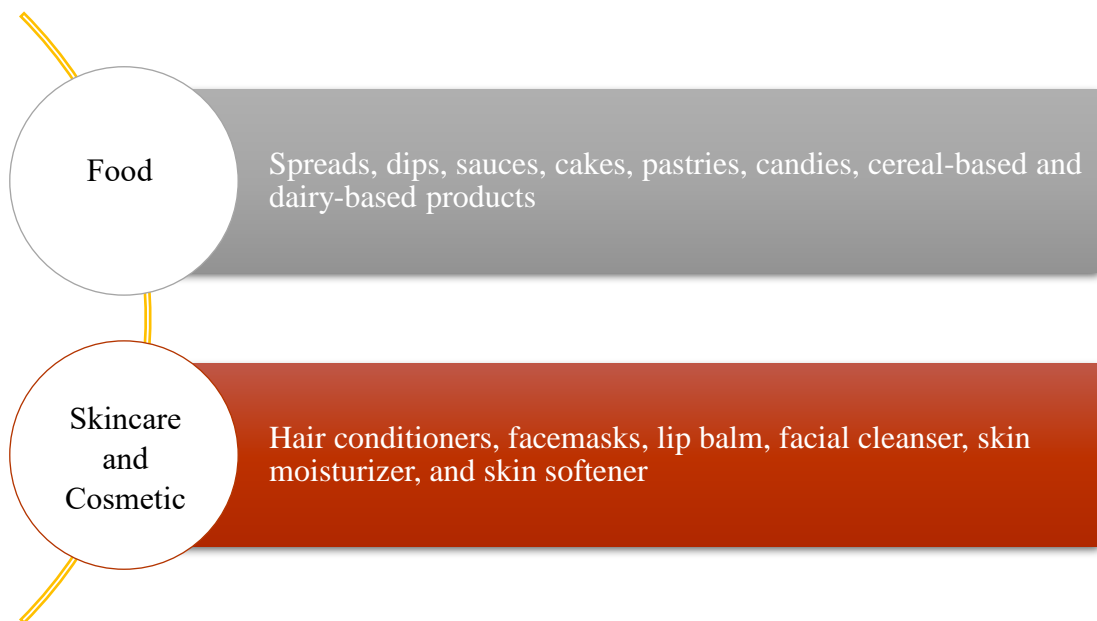 Food
Spreads, dips, sauces, cakes, pastries, candies, cereal-based and
dairy-based products
Skincare
and
Cosmetic
Hair conditioners, facemasks, lip balm, facial cleanser, skin
moisturizer, and skin softener